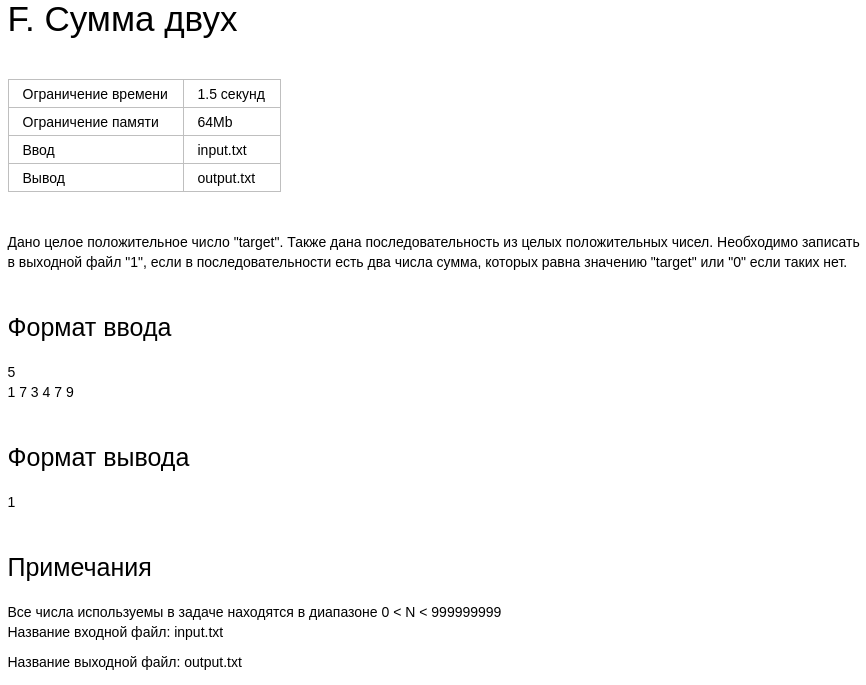 F. Сумма двух
Ограничение времени 1.5 секунд
Ограничение памяти 64Mb
Ввод input.txt
Вывод output.txt
Дано целое положительное число "target". Также дана последовательность из целых положительных чисел. Необходимо записать
в выходной файл "1", если в последовательности есть два числа сумма, которых равна значению "target" или "0" если таких нет.
Формат ввода
5
1 7 3 4 7 9
Формат вывода
1
Примечания
Все числа используемы в задаче находятся в диапазоне 0 < N < 999999999
Название входной файл: input.txt
Название выходной файл: output.txt